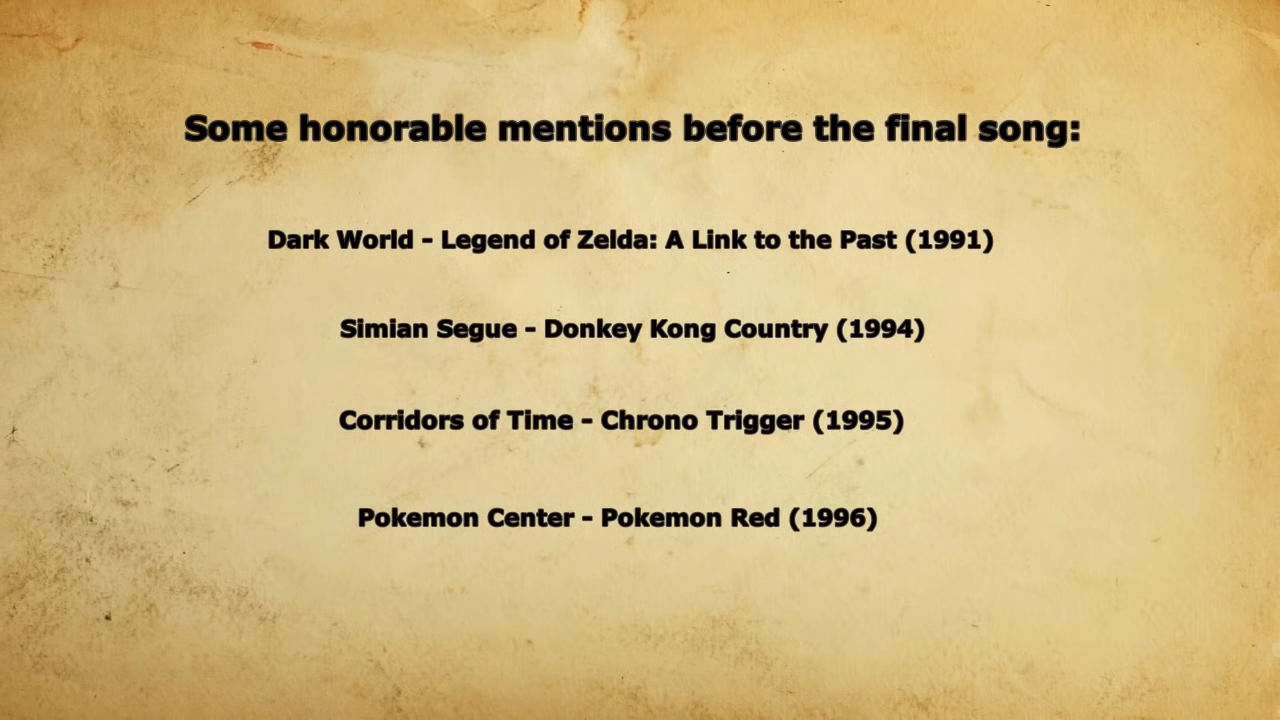 Some honorable mentions before the final song:
Dark World - Legend of Zelda: A Link to the Past (1991)
Simian Segue - Donkey Kong Country (1994)
Corridors of Time - Chrono Trigger (1995)
Pokemon Center - Pokemon Red (1996)